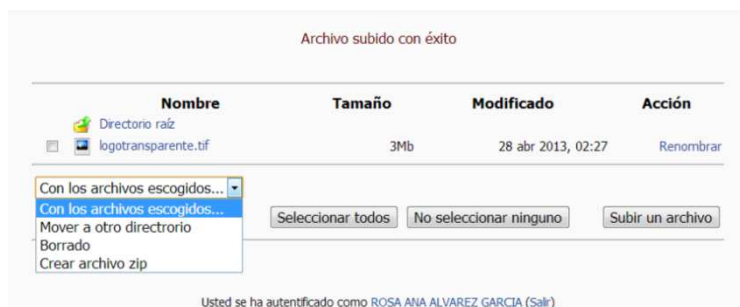 Archivo subido con éxito
Nombre Tamaño Modificado Acción
Directorio raíz
logotransparente.tif 3Mb 28 abr 2013, 02:27 Renombrar
Con los archivos escogidos...
Con los archivos escogidos...
Mover a otro directrorio
Borrado
Crear archivo zip
Seleccionar todos No seleccionar ninguno Subir un archivo
Usted se ha autentificado como ROSA ANA ALVAREZ GARCIA (Salir)